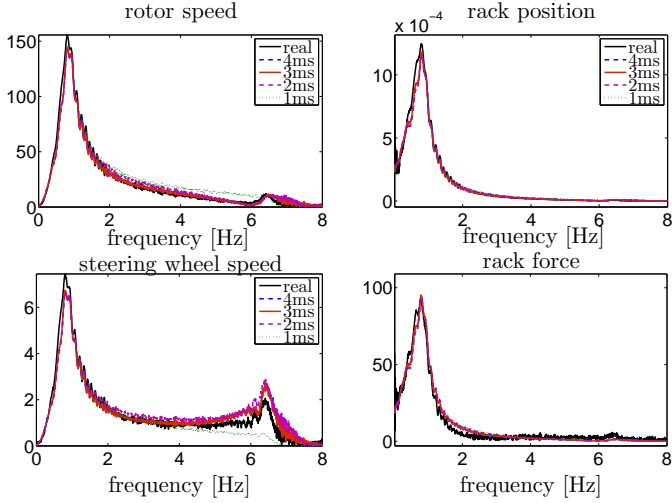 rotor speed
150
100
50
0
real
4ms
3ms
2ms
1ms
0 2 4 6 8
frequency [Hz]
rack position
x 10⁻⁴
10
5
0
real
4ms
3ms
2ms
1ms
2 4 6 8
frequency [Hz]
steering wheel speed
6
4
2
0
real
4ms
3ms
2ms
1ms
0 2 4 6 8
frequency [Hz]
rack force
100
50
0
2 4 6 8
frequency [Hz]